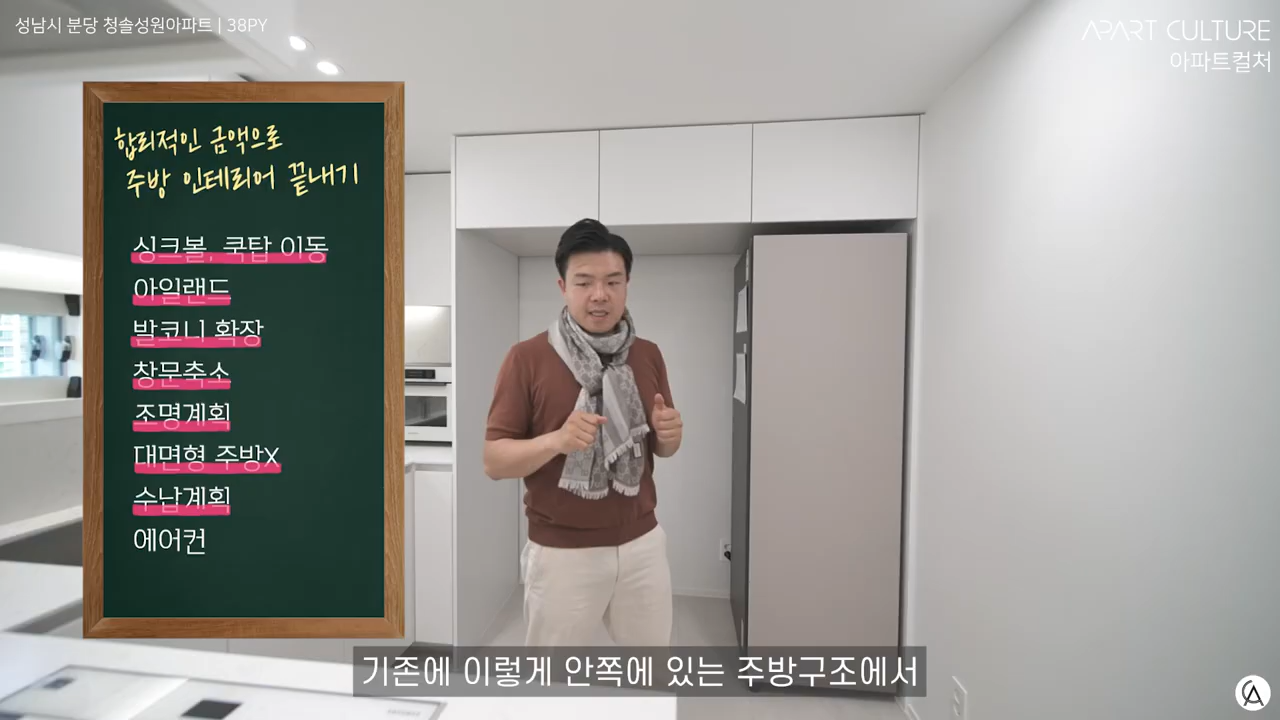 성남시 분당 청솔성원아파트 | 38PY
APART CULTURE
아파트컬처
합리적인 금액으로
주방 인테리어 끝내기
싱크볼, 쿡탑 이동
아일랜드
발코니 확장
창문축소
조명계획
대면형 주방X
수납계획
에어컨
기존에 이렇게 안쪽에 있는 주방구조에서